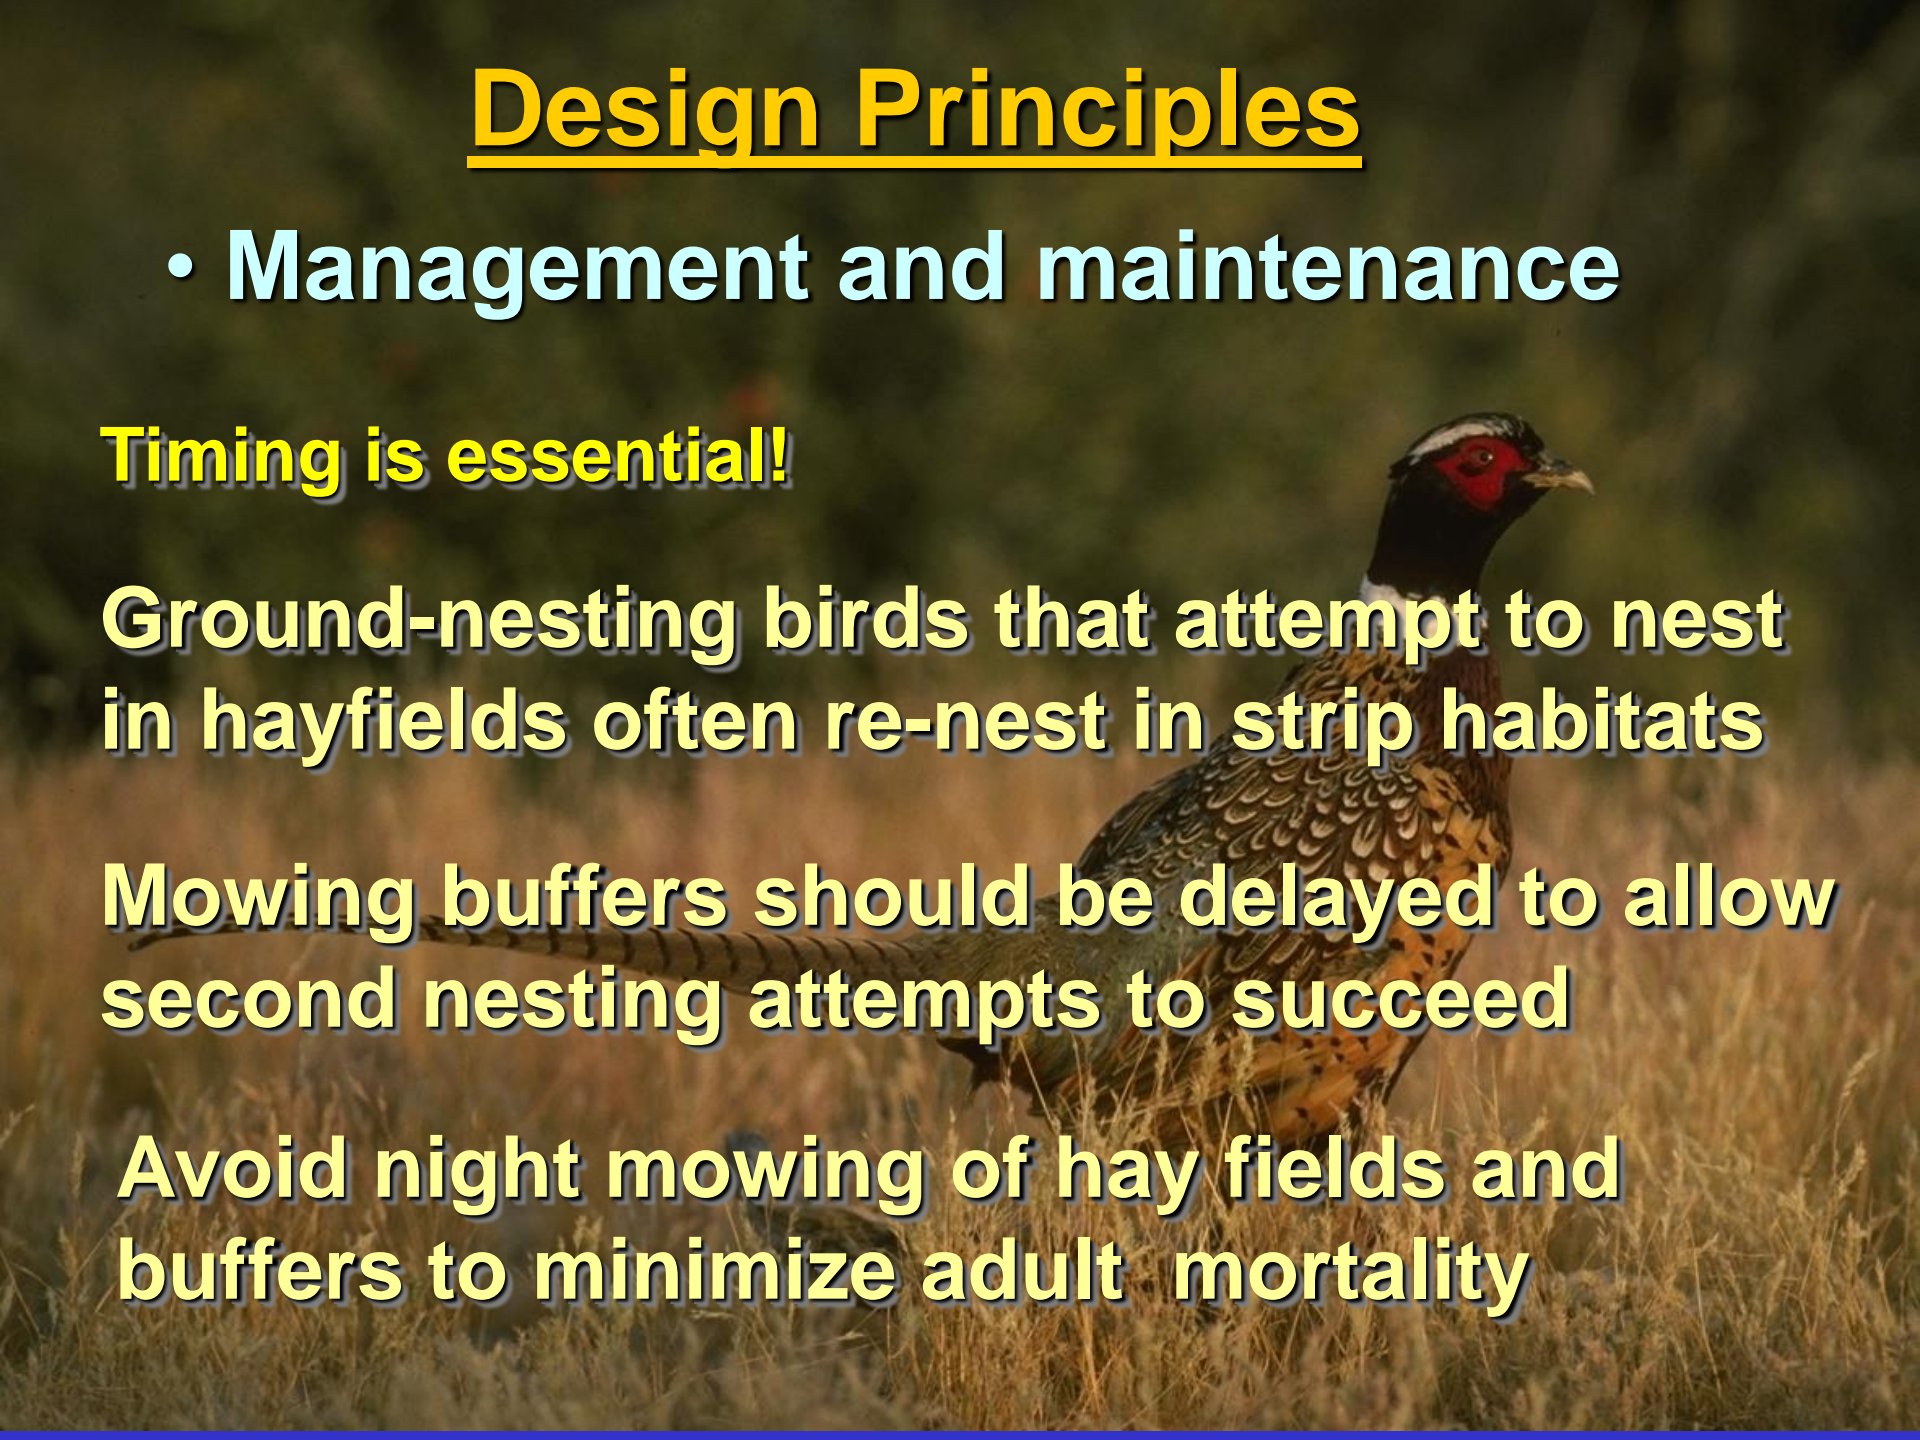 Design Principles
• Management and maintenance
Timing is essential!
Ground-nesting birds that attempt to nest
in hayfields often re-nest in strip habitats
Mowing buffers should be delayed to allow
second nesting attempts to succeed
Avoid night mowing of hay fields and
buffers to minimize adult  mortality